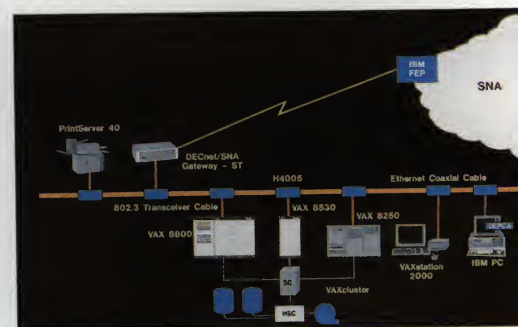 IBM
FEP
SNA
PrintServer 40
DECnet/SNA
Gateway - ST
H4005
Ethernet Coaxial Cable
802.3 Transceiver Cable
VAX 8530
VAX 8250
DEPCA
VAX 8800
VAXstation
2000
IBM PC
SC
VAXcluster
HSC